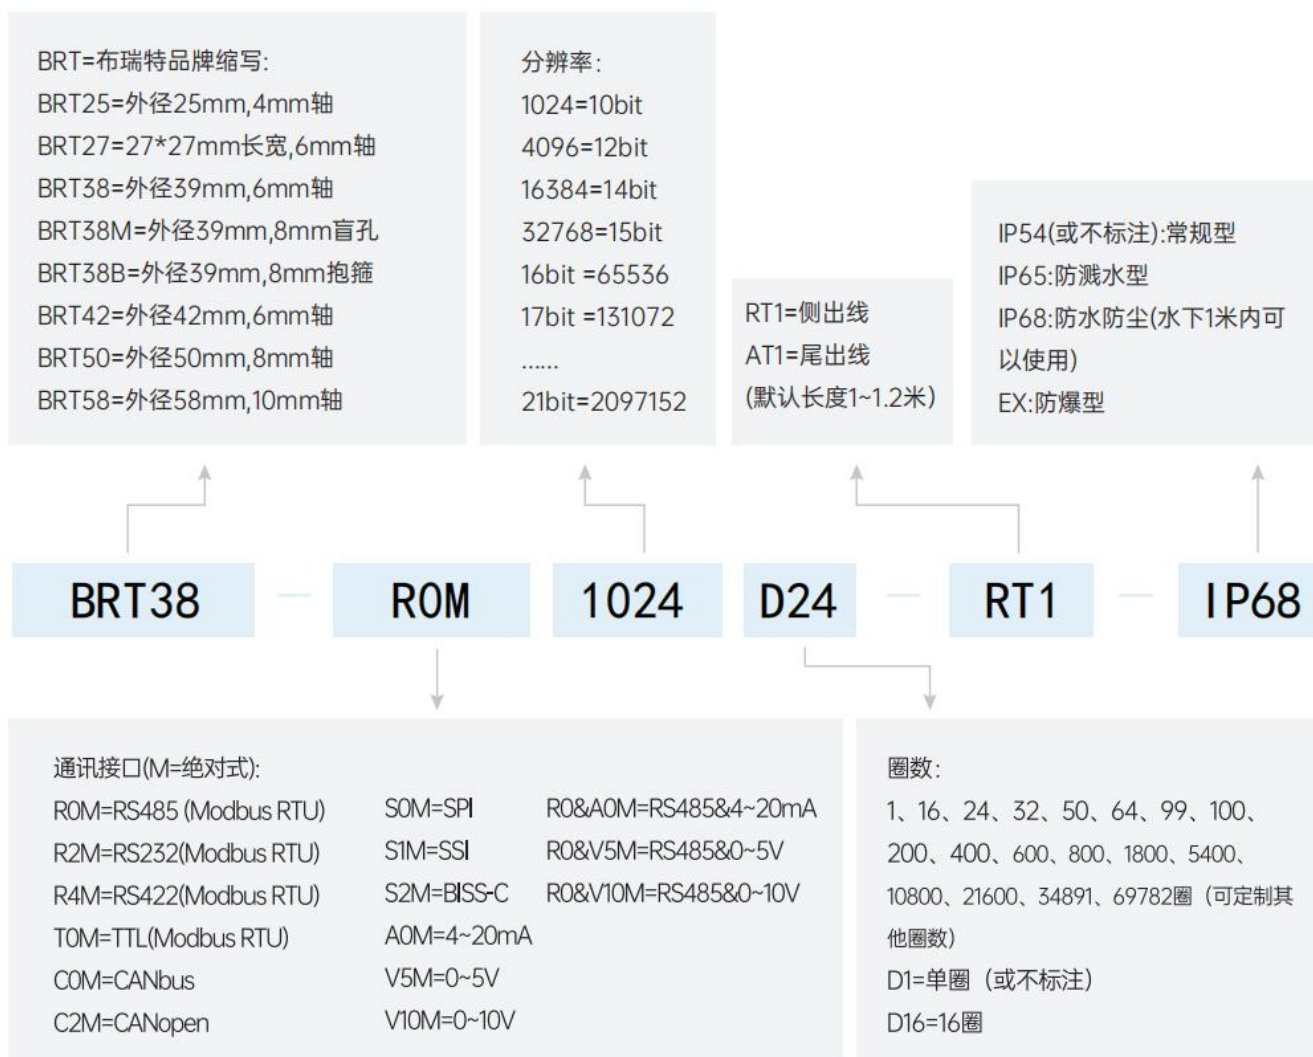 BRT=布瑞特品牌缩写:
BRT25=外径25mm,4mm轴
BRT27=27*27mm长宽,6mm轴
BRT38=外径39mm,6mm轴
BRT38M=外径39mm,8mm盲孔
BRT38B=外径39mm,8mm抱箍
BRT42=外径42mm,6mm轴
BRT50=外径50mm,8mm轴
BRT58=外径58mm,10mm轴
分辨率:
1024=10bit
4096=12bit
16384=14bit
32768=15bit
16bit =65536
17bit =131072
......
21bit=2097152
RT1=侧出线
AT1=尾出线
(默认长度1~1.2米)
IP54(或不标注):常规型
IP65:防溅水型
IP68:防水防尘(水下1米内可
以使用)
EX:防爆型
BRT38 — R0M 1024 D24 — RT1 — IP68
通讯接口(M=绝对式):
R0M=RS485 (Modbus RTU)
R2M=RS232(Modbus RTU)
R4M=RS422(Modbus RTU)
T0M=TTL(Modbus RTU)
C0M=CANbus
C2M=CANopen
S0M=SPI
S1M=SSI
S2M=BISS-C
A0M=4~20mA
V5M=0~5V
V10M=0~10V
R0&A0M=RS485&4~20mA
R0&V5M=RS485&0~5V
R0&V10M=RS485&0~10V
圈数:
1、16、24、32、50、64、99、100、
200、400、600、800、1800、5400、
10800、21600、34891、69782圈（可定制其
他圈数）
D1=单圈（或不标注）
D16=16圈